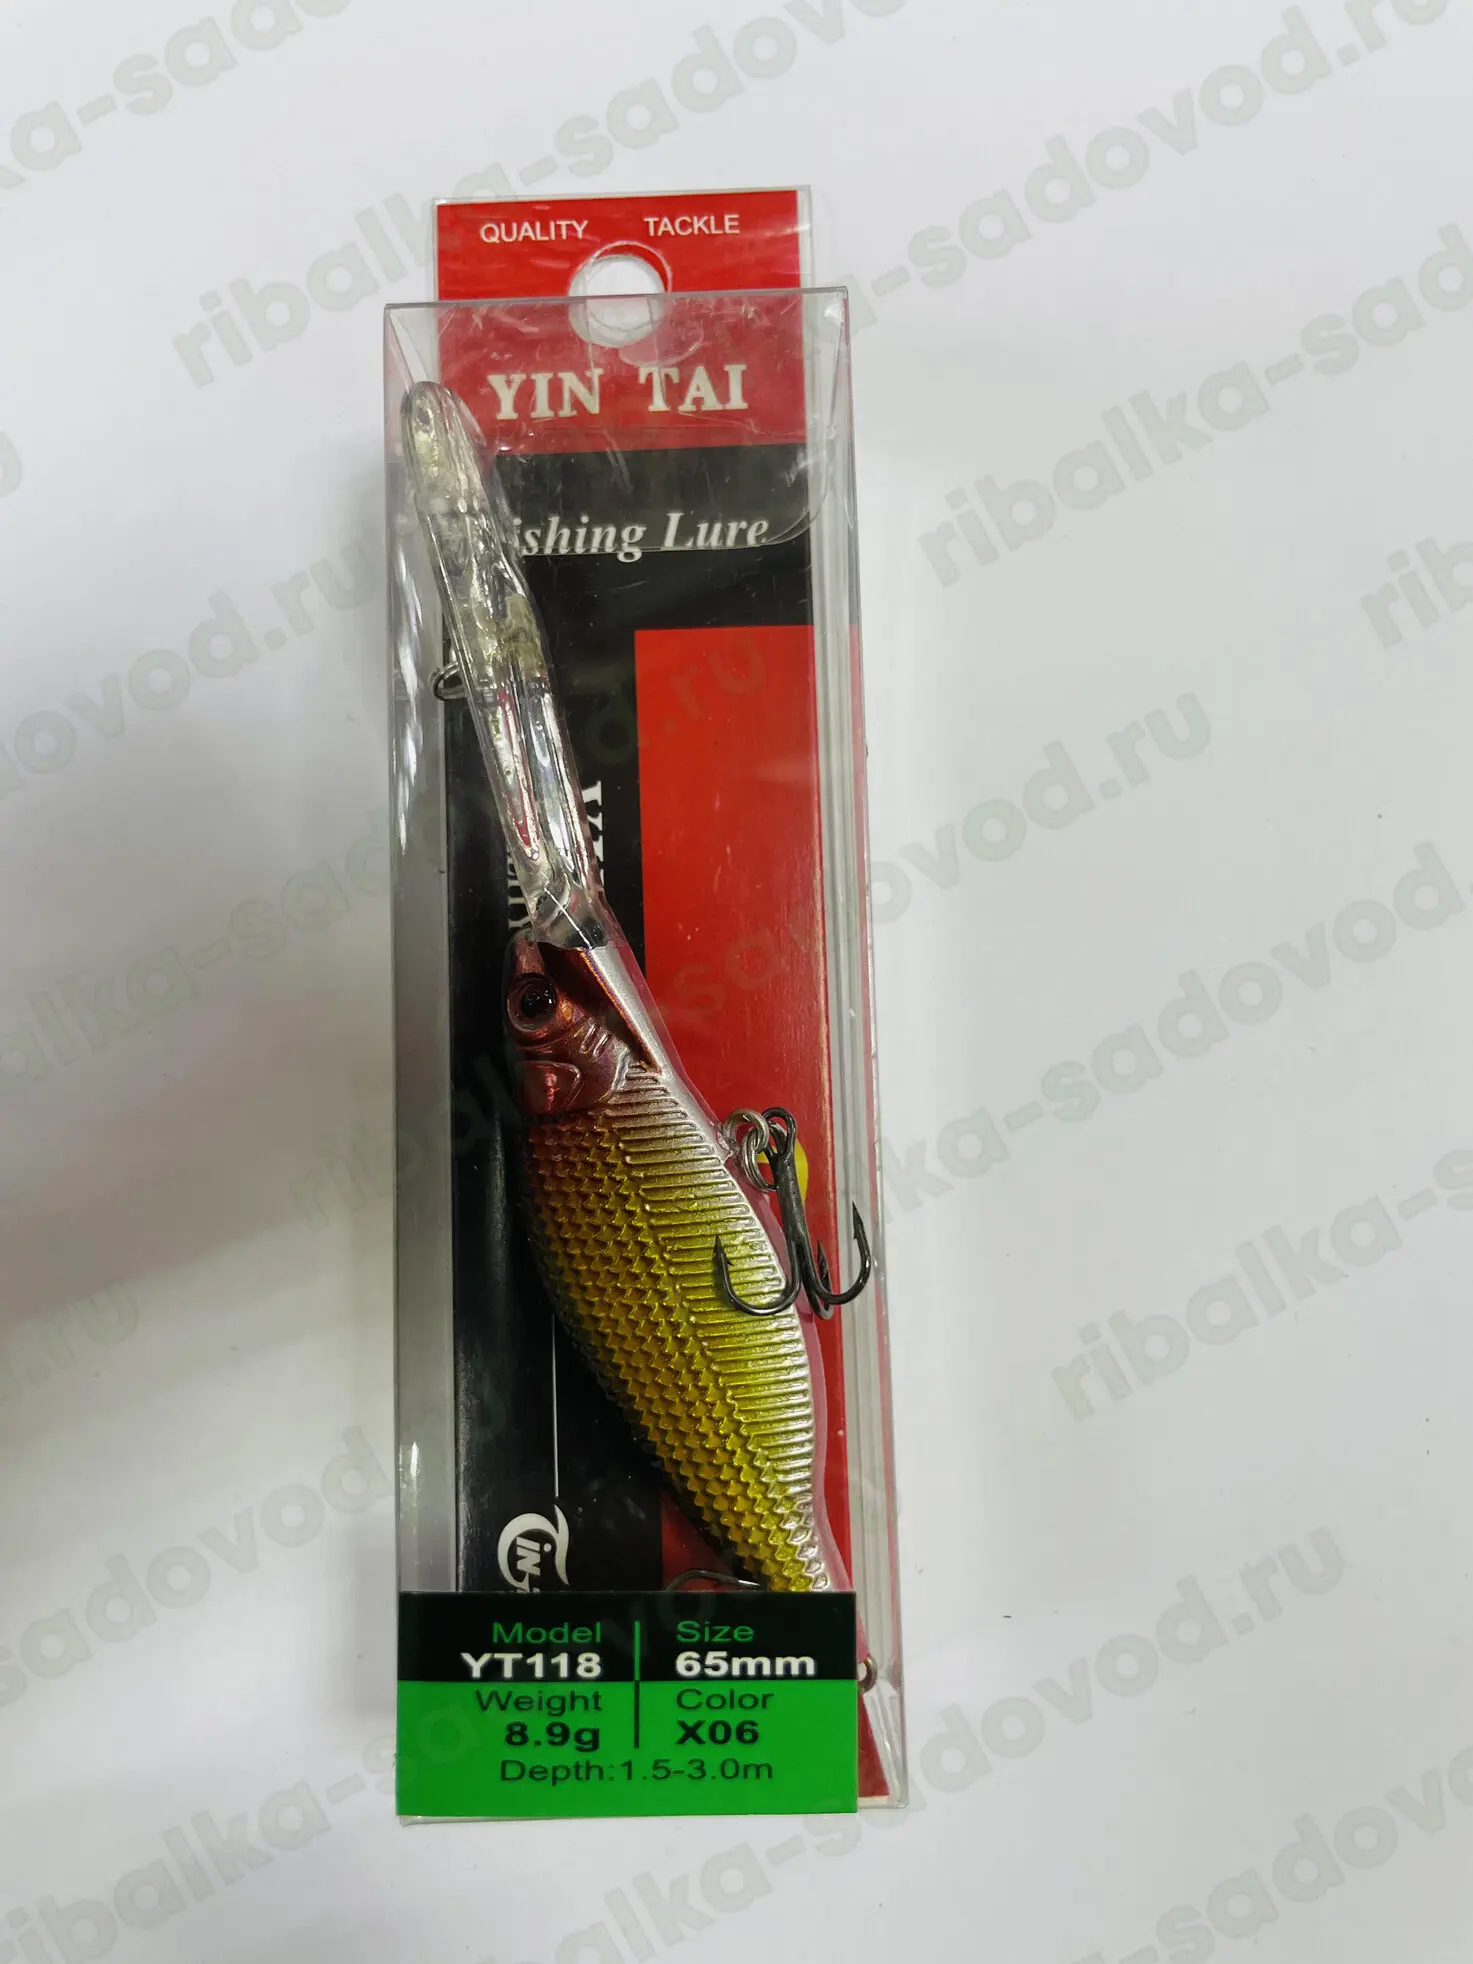 QUALITY TACKLE
YIN TAI
ishing Lure
Model Size
YT118 65mm
Weight Color
8.9g X06
Depth:1.5-3.0m
ribalka-sadovod.ru